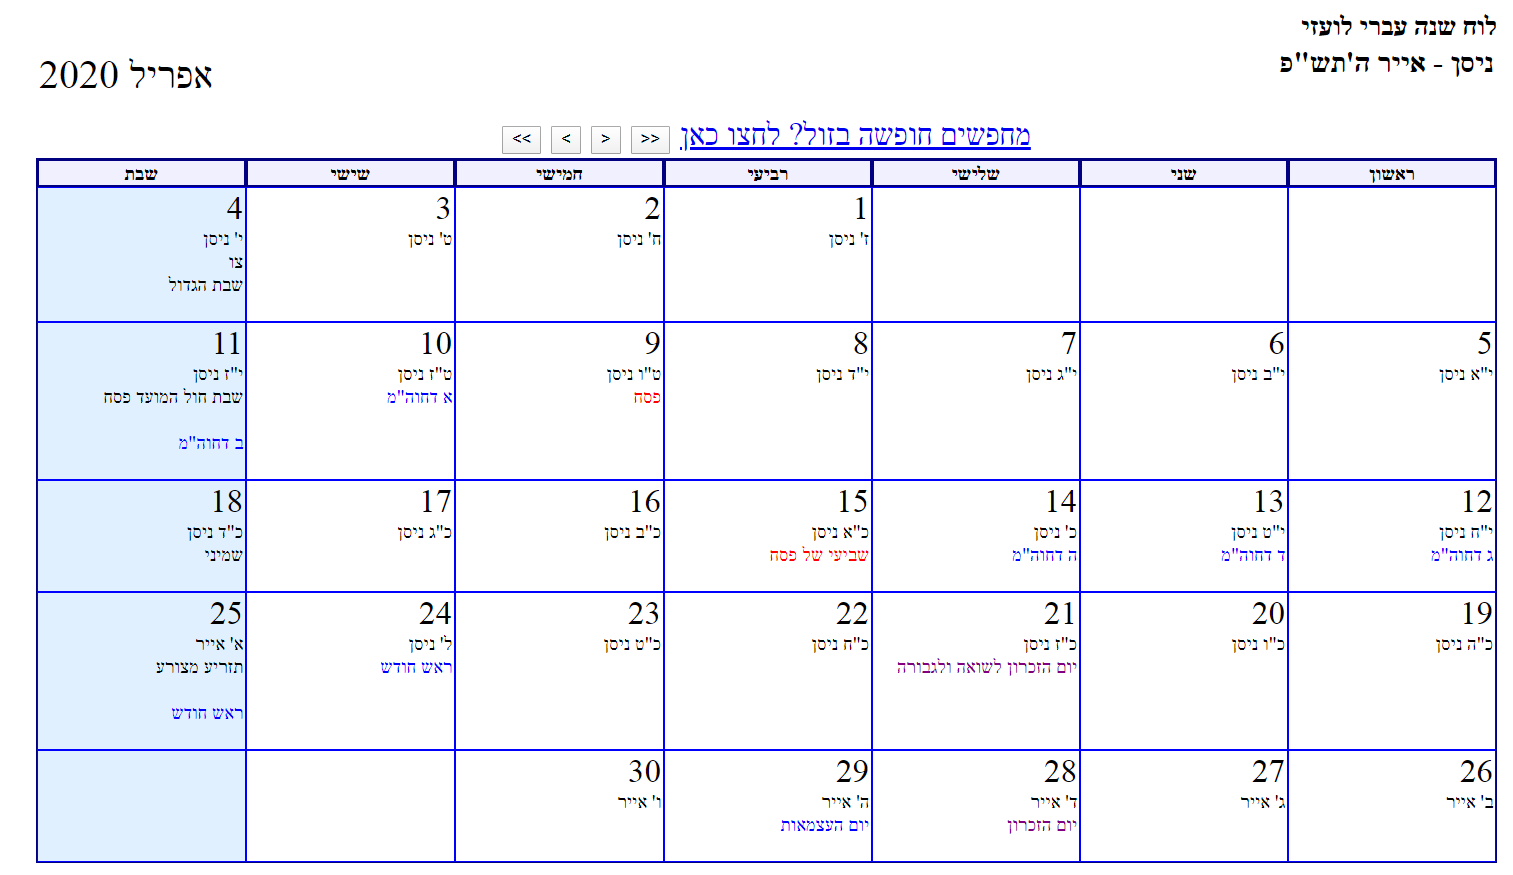 לוח שנה עברי לועזי
ניסן - אייר ה'תש"פ
אפריל 2020
מחפשים חופשה בזול? לחצו כאן
>> > < <<
ראשון שני שלישי רביעי חמישי שישי שבת
1
ז' ניסן
2
ח' ניסן
3
ט' ניסן
4
י' ניסן
צו
שבת הגדול
5
י"א ניסן
6
י"ב ניסן
7
י"ג ניסן
8
י"ד ניסן
9
ט"ו ניסן
פסח
10
ט"ז ניסן
א דחוה"מ
11
י"ז ניסן
שבת חול המועד פסח
ב דחוה"מ
12
י"ח ניסן
ג דחוה"מ
13
י"ט ניסן
ד דחוה"מ
14
כ' ניסן
ה דחוה"מ
15
כ"א ניסן
שביעי של פסח
16
כ"ב ניסן
17
כ"ג ניסן
18
כ"ד ניסן
שמיני
19
כ"ה ניסן
20
כ"ו ניסן
21
כ"ז ניסן
יום הזכרון לשואה ולגבורה
22
כ"ח ניסן
23
כ"ט ניסן
24
ל' ניסן
ראש חודש
25
א' אייר
תזריע מצורע
ראש חודש
26
ב' אייר
27
ג' אייר
28
ד' אייר
יום הזכרון
29
ה' אייר
יום העצמאות
30
ו' אייר